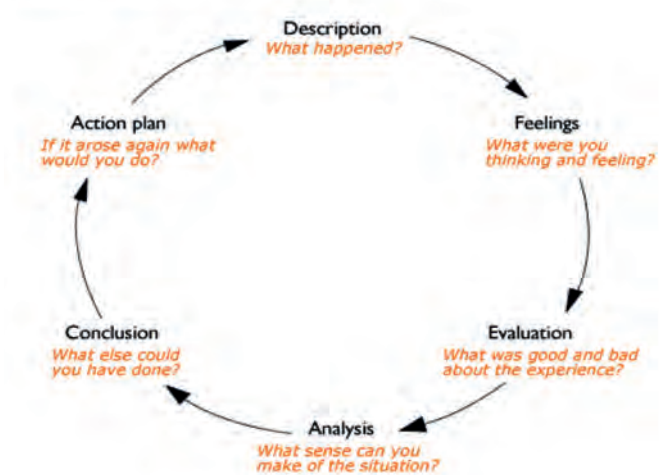 Description
What happened?
Feelings
What were you
thinking and feeling?
Evaluation
What was good and bad
about the experience?
Analysis
What sense can you
make of the situation?
Conclusion
What else could
you have done?
Action plan
If it arose again what
would you do?